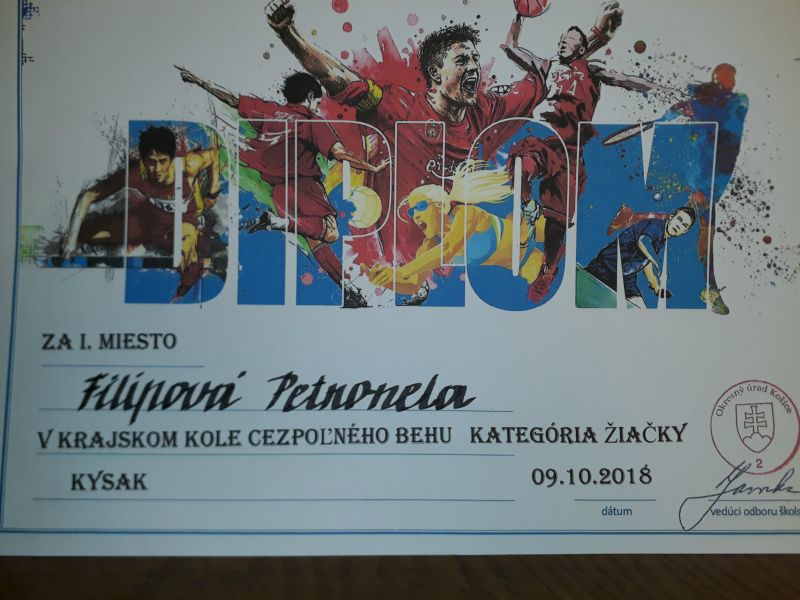 DIPLOM
ZA I. MIESTO
Filipová Petronela
V KRAJSKOM KOLE CEZPOĽNÉHO BEHU KATEGÓRIA ŽIAČKY
KYSAK
09.10.2018
dátum
Okresný úrad Košice
2
vedúci odboru škols